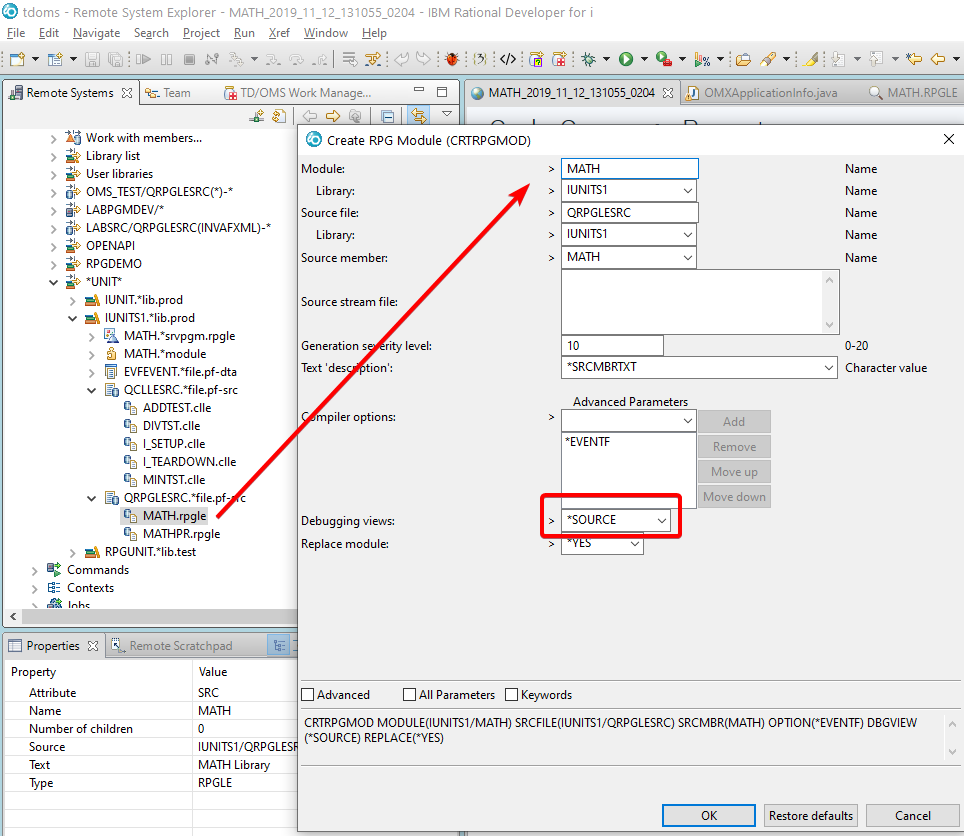 tdoms - Remote System Explorer - MATH_2019_11_12_131055_0204 - IBM Rational Developer for i
File Edit Navigate Search Project Run Xref Window Help
Remote Systems Team TD/OMS Work Manage...
MATH_2019_11_12_131055_0204 OMXApplicationInfo.java MATH.RPGLE
Work with members...
Library list
User libraries
OMS_TEST/QRPGLESRC(*)-*
LABPGMDEV/*
LABSRC/QRPGLESRC(INVAFXML)-*
OPENAPI
RPGDEMO
*UNIT*
IUNIT.*lib.prod
IUNITS1.*lib.prod
MATH.*srvpgm.rpgle
MATH.*module
EVFEVENT.*file.pf-dta
QCLLESRC.*file.pf-src
ADDTEST.clle
DIVTST.clle
I_SETUP.clle
I_TEARDOWN.clle
MINTST.clle
QRPGLESRC.*file.pf-src
MATH.rpgle
MATHPR.rpgle
RPGUNIT.*lib.test
Commands
Contexts
Jobs
Properties Remote Scratchpad
Property Value
Attribute SRC
Name MATH
Number of children 0
Source IUNITS1/QRPGLESR
Text MATH Library
Type RPGLE
Create RPG Module (CRTRPGMOD)
Module: > MATH Name
Library: > IUNITS1 Name
Source file: > QRPGLESRC Name
Library: > IUNITS1 Name
Source member: > MATH Name
Source stream file:
Generation severity level: 10 0-20
Text 'description': *SRCMBRTXT Character value
Advanced Parameters
Compiler options: > Add
*EVENTF Remove
Move up
Move down
Debugging views: > *SOURCE
Replace module: > *YES
Advanced All Parameters Keywords
CRTRPGMOD MODULE(IUNITS1/MATH) SRCFILE(IUNITS1/QRPGLESRC) SRCMBR(MATH) OPTION(*EVENTF) DBGVIEW
(*SOURCE) REPLACE(*YES)
OK Restore defaults Cancel